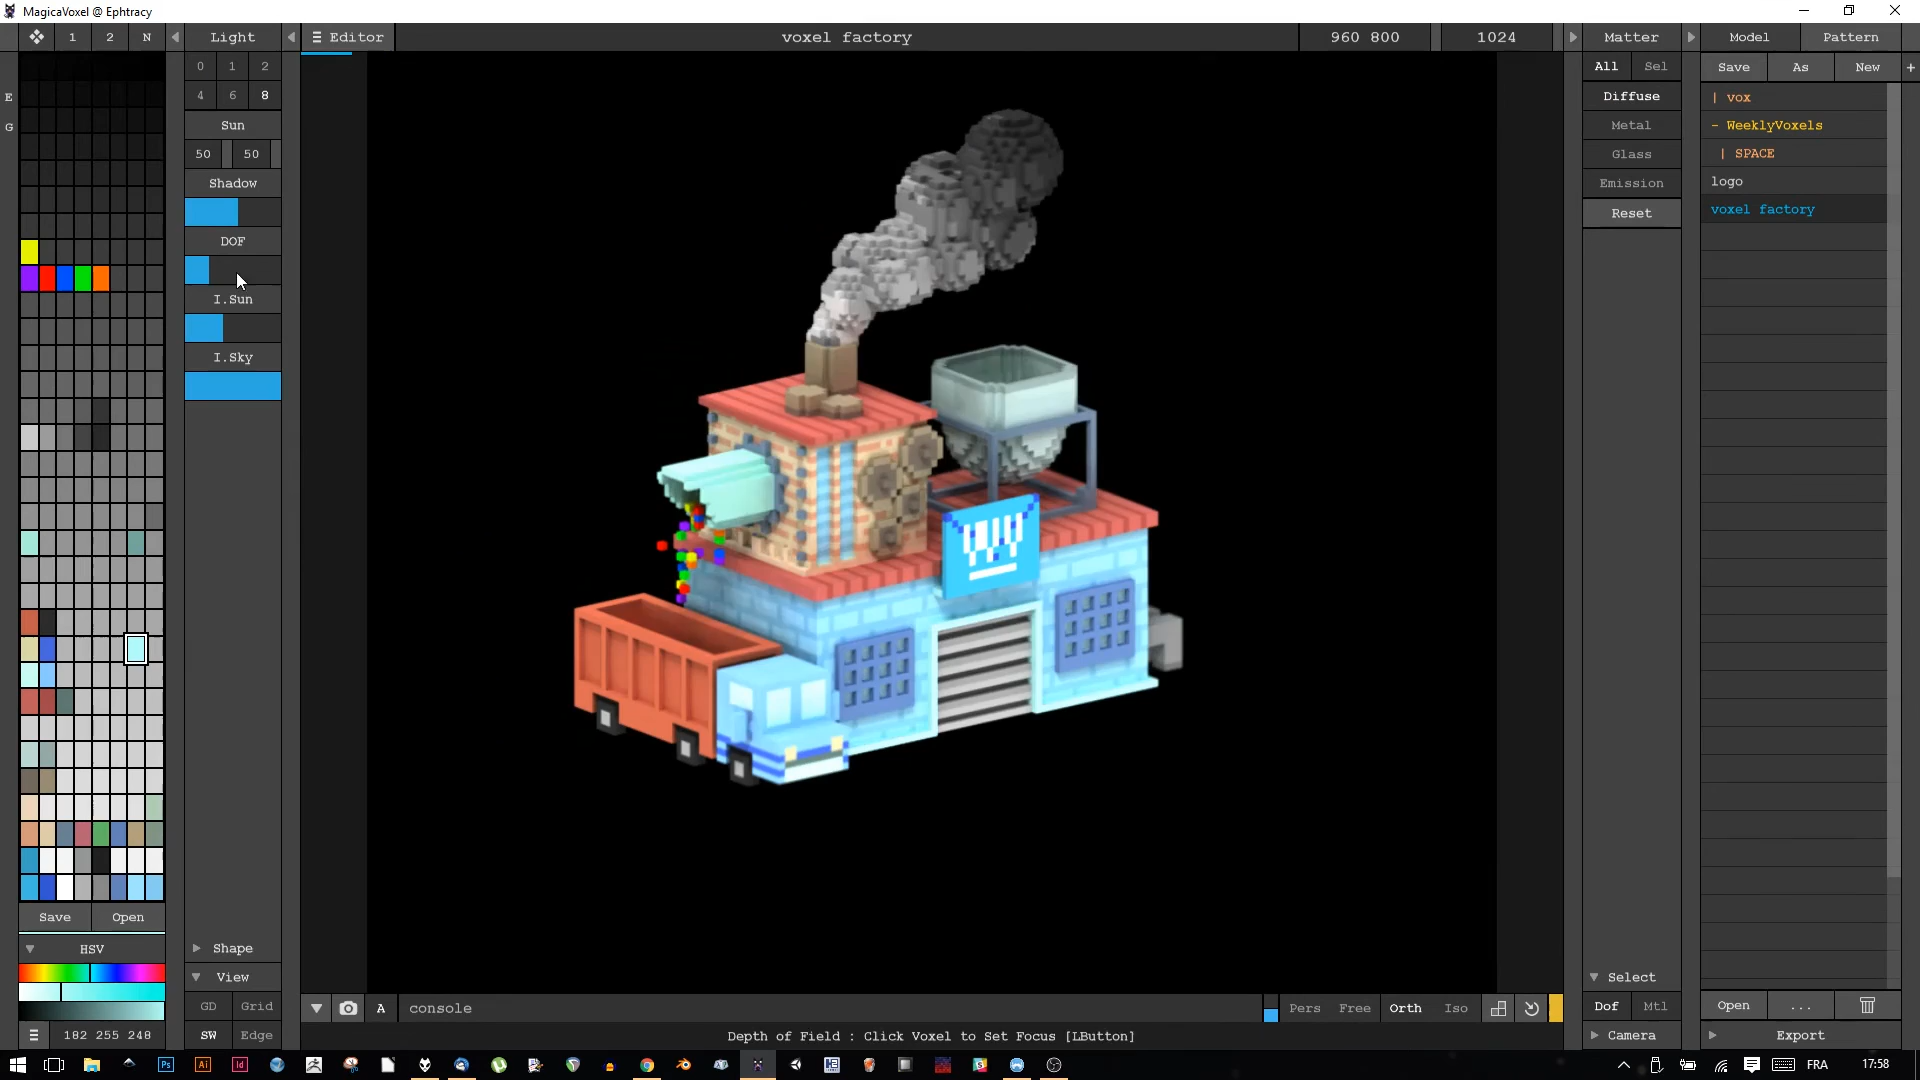 MagicaVoxel @ Ephtracy
1 2 N
Light
Editor
voxel factory
960 800
1024
Matter
Model Pattern
0 1 2
4 6 8
All Sel
Save As New +
E
G
Sun
50 50
Shadow
DOF
I.Sun
I.Sky
Diffuse
Metal
Glass
Emission
Reset
| vox
- WeeklyVoxels
| SPACE
logo
voxel factory
Save Open
HSV
182 255 248
Shape
View
GD Grid
SW Edge
A console
Pers Free Orth Iso
Depth of Field : Click Voxel to Set Focus [LButton]
Select
Dof Mtl
Camera
Open ...
Export
Ps Ai Id
FRA 17:58